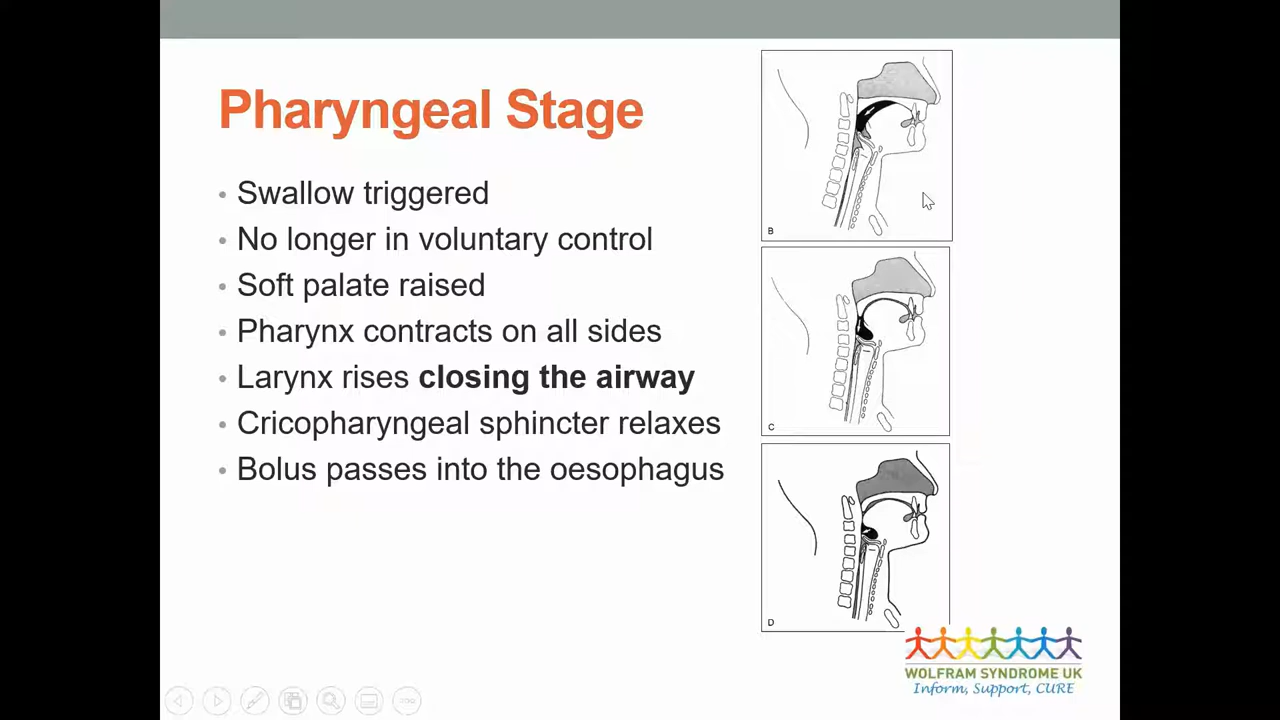 Pharyngeal Stage
• Swallow triggered
• No longer in voluntary control
• Soft palate raised
• Pharynx contracts on all sides
• Larynx rises closing the airway
• Cricopharyngeal sphincter relaxes
• Bolus passes into the oesophagus
B
C
D
WOLFRAM SYNDROME UK
Inform, Support, CURE